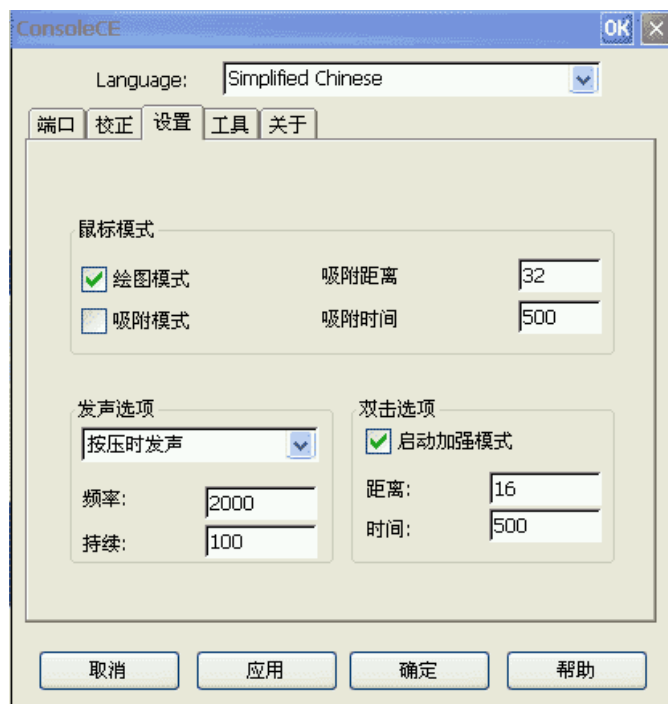 ConsoleCE OK
Language: Simplified Chinese
端口 校正 设置 工具 关于
鼠标模式
绘图模式 吸附距离 32
吸附模式 吸附时间 500
发声选项 双击选项
按压时发声 启动加强模式
频率: 2000 距离: 16
持续: 100 时间: 500
取消 应用 确定 帮助